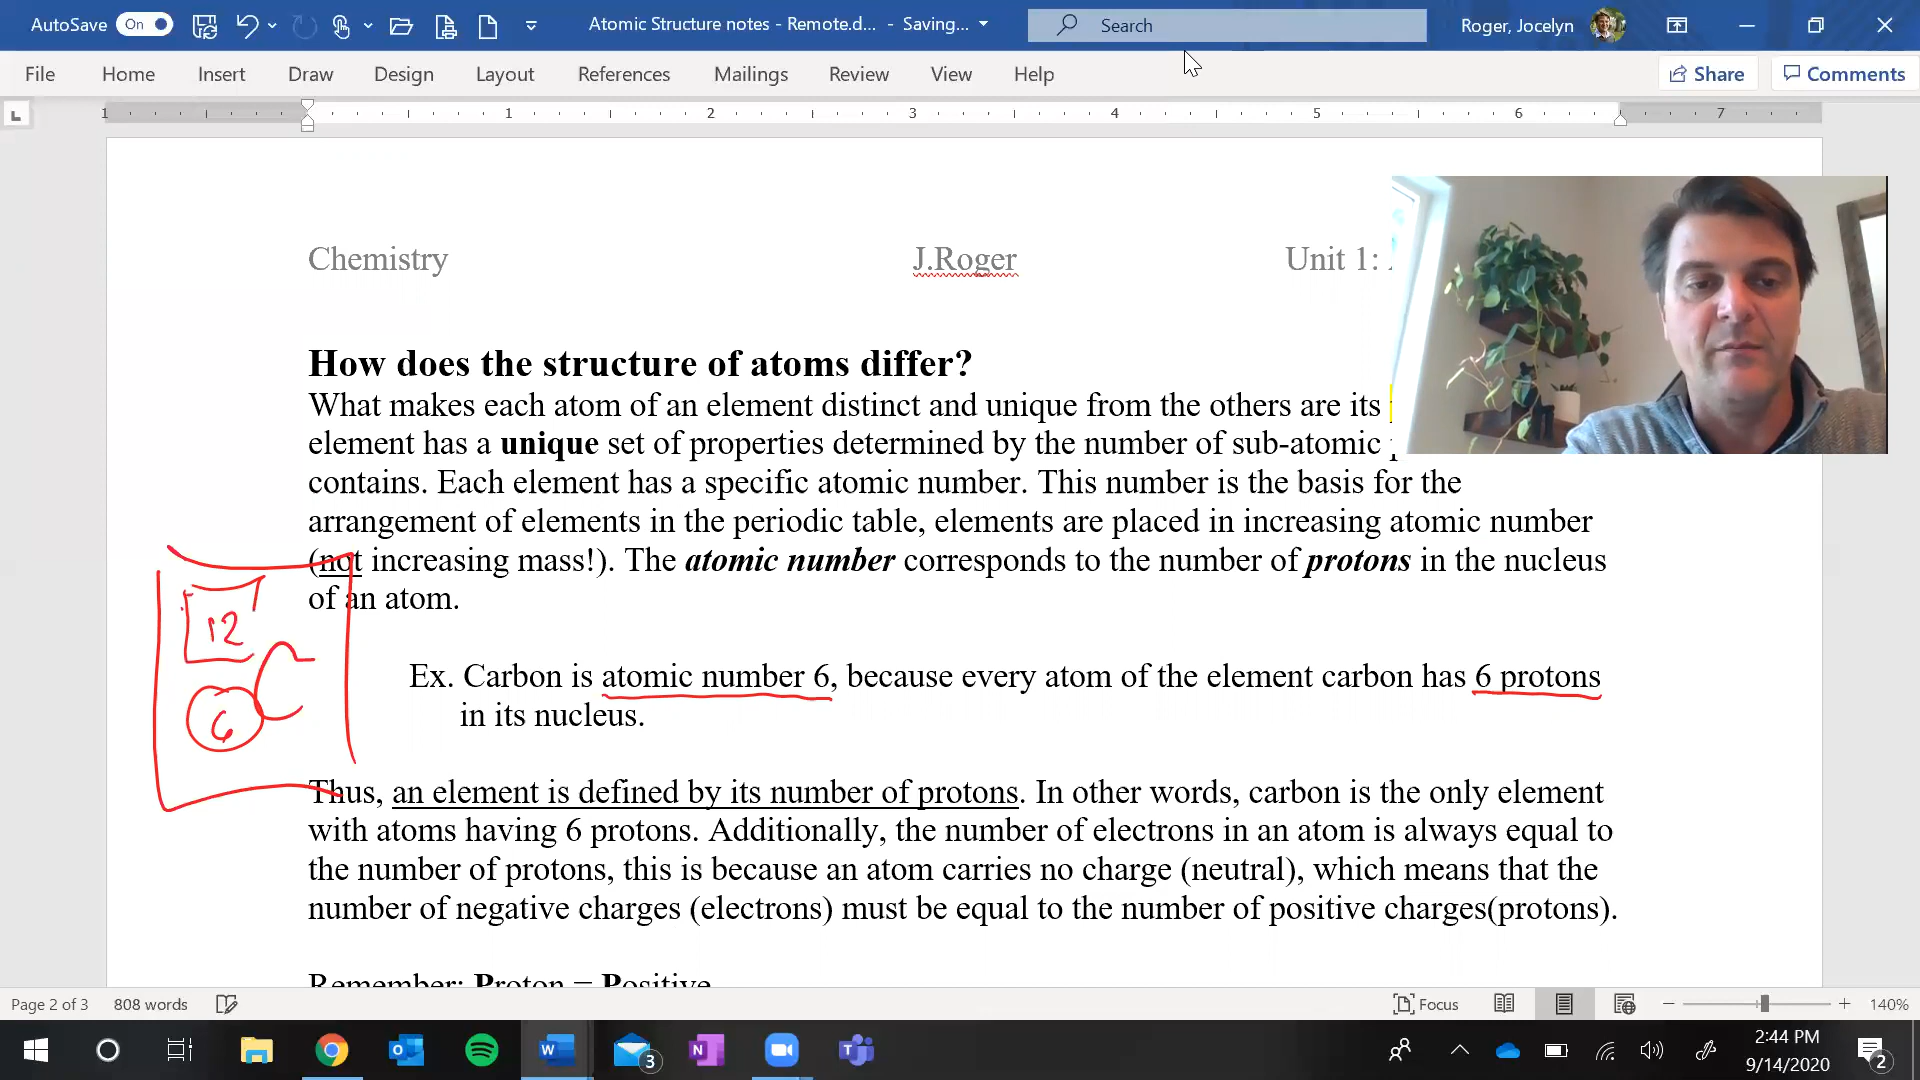 AutoSave On Atomic Structure notes - Remote.d... - Saving... Search Roger, Jocelyn
File Home Insert Draw Design Layout References Mailings Review View Help Share Comments
1 1 2 3 4 5 6 7
Chemistry J.Roger Unit 1:
How does the structure of atoms differ?
What makes each atom of an element distinct and unique from the others are its
element has a unique set of properties determined by the number of sub-atomic
contains. Each element has a specific atomic number. This number is the basis for the
arrangement of elements in the periodic table, elements are placed in increasing atomic number
(not increasing mass!). The atomic number corresponds to the number of protons in the nucleus
of an atom.
12
C
6
Ex. Carbon is atomic number 6, because every atom of the element carbon has 6 protons
in its nucleus.
Thus, an element is defined by its number of protons. In other words, carbon is the only element
with atoms having 6 protons. Additionally, the number of electrons in an atom is always equal to
the number of protons, this is because an atom carries no charge (neutral), which means that the
number of negative charges (electrons) must be equal to the number of positive charges(protons).
Remember: Proton = Positive
Page 2 of 3 808 words Focus 140%
3 2:44 PM
9/14/2020 2